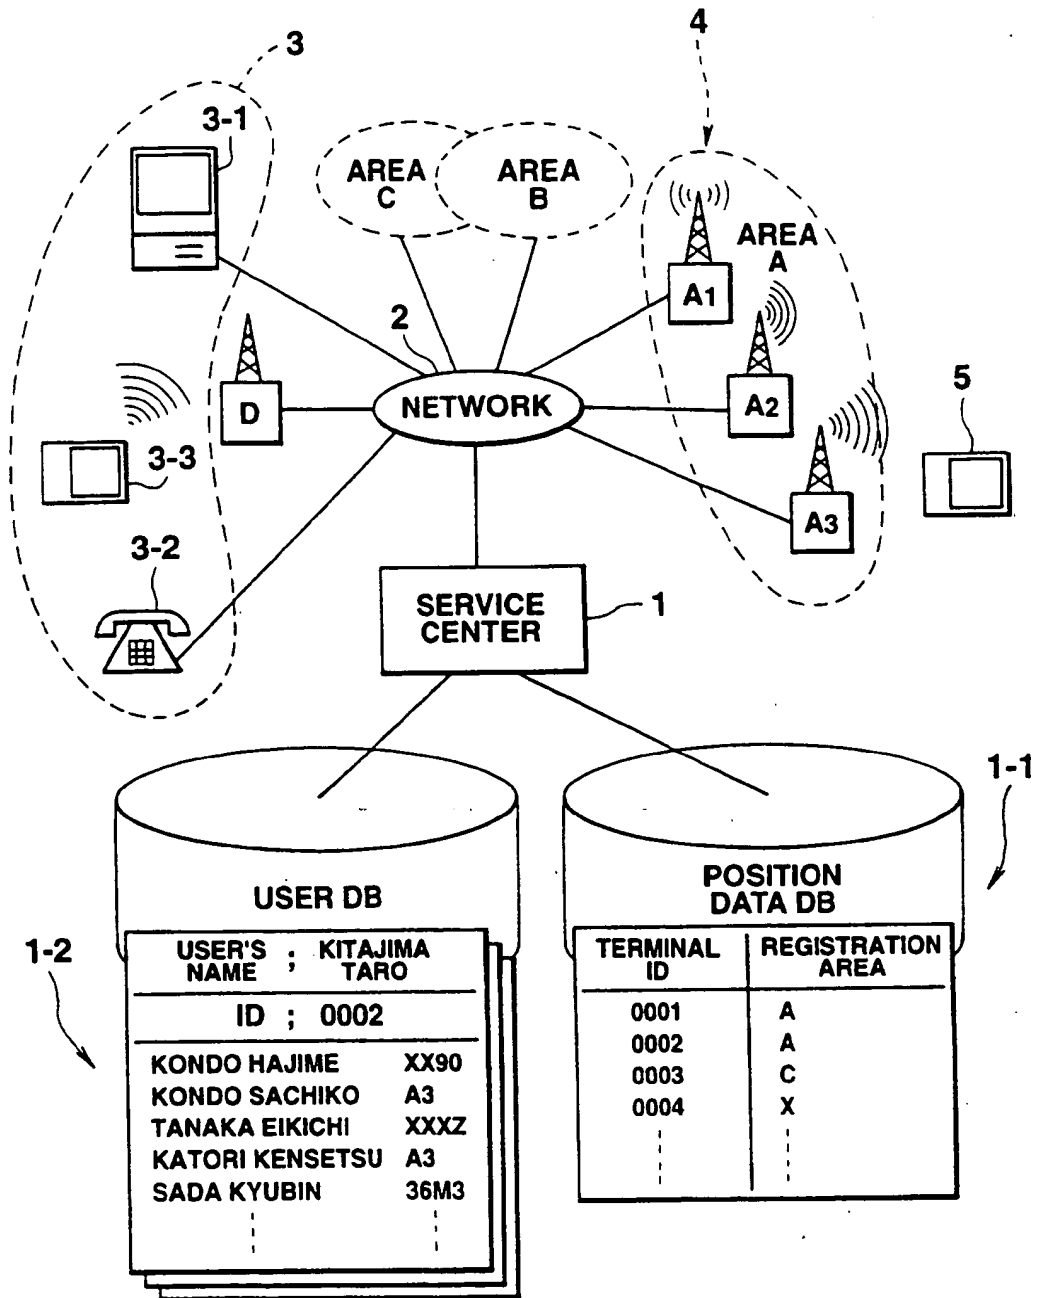 4
3
3-1
AREA
C
AREA
B
AREA
A
A1
2
5
D
NETWORK
A2
3-3
A3
3-2
SERVICE
CENTER
1
1-1
USER DB
POSITION
DATA DB
1-2
USER'S
NAME ; KITAJIMA
TARO
ID ; 0002
KONDO HAJIME XX90
KONDO SACHIKO A3
TANAKA EIKICHI XXXZ
KATORI KENSETSU A3
SADA KYUBIN 36M3
TERMINAL
ID
REGISTRATION
AREA
0001 A
0002 A
0003 C
0004 X